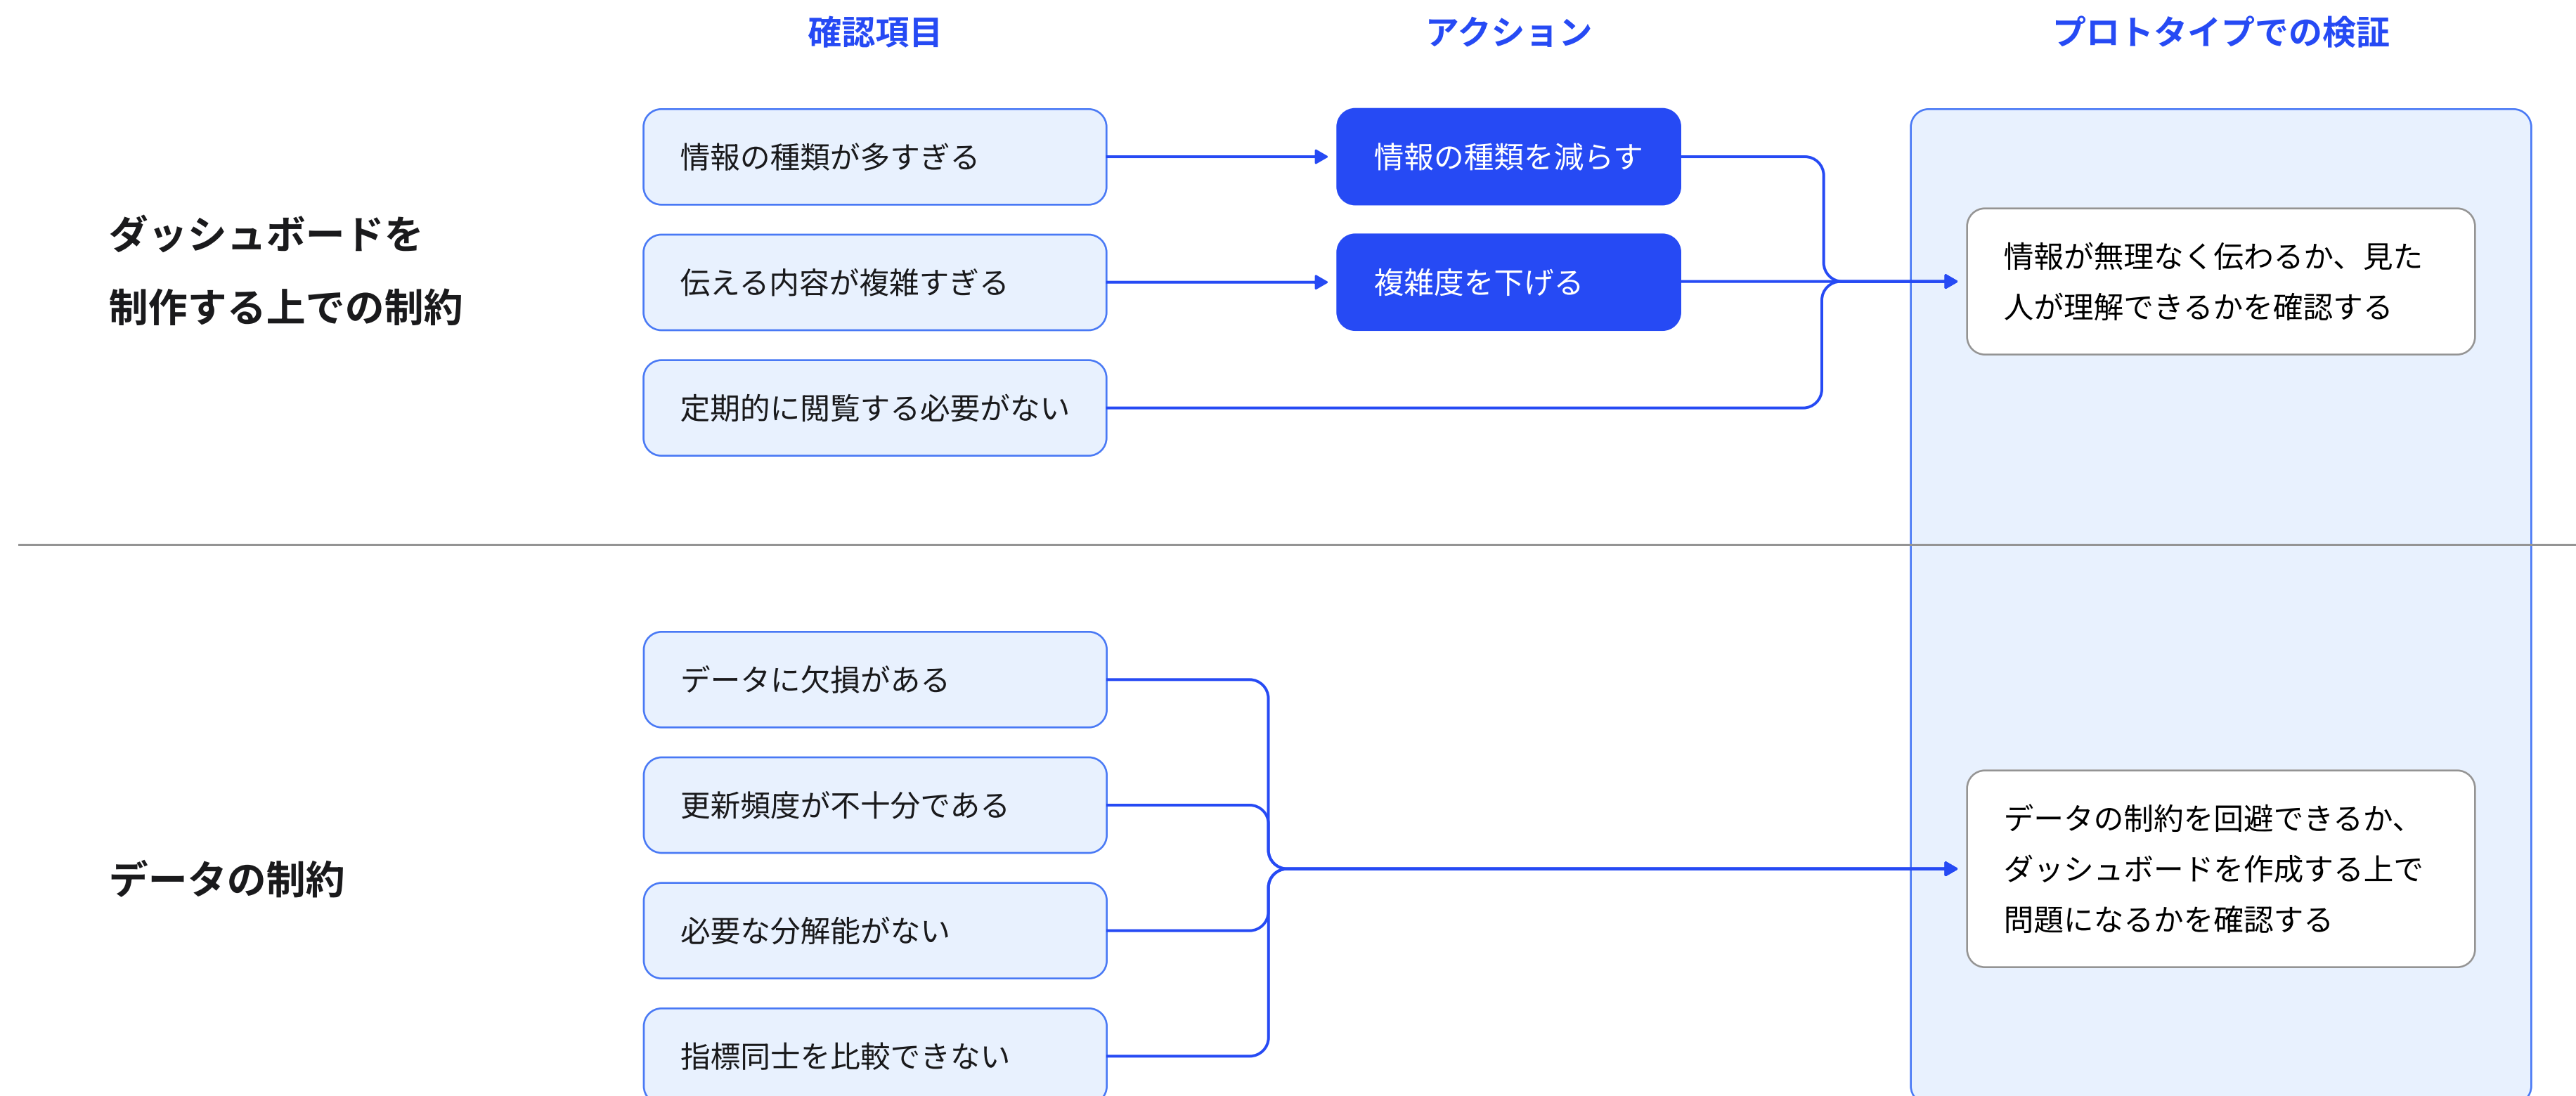 確認項目
アクション
プロトタイプでの検証
ダッシュボードを
制作する上での制約
情報の種類が多すぎる
情報の種類を減らす
伝える内容が複雑すぎる
複雑度を下げる
定期的に閲覧する必要がない
情報が無理なく伝わるか、見た
人が理解できるかを確認する
データの制約
データに欠損がある
更新頻度が不十分である
必要な分解能がない
指標同士を比較できない
データの制約を回避できるか、
ダッシュボードを作成する上で
問題になるかを確認する